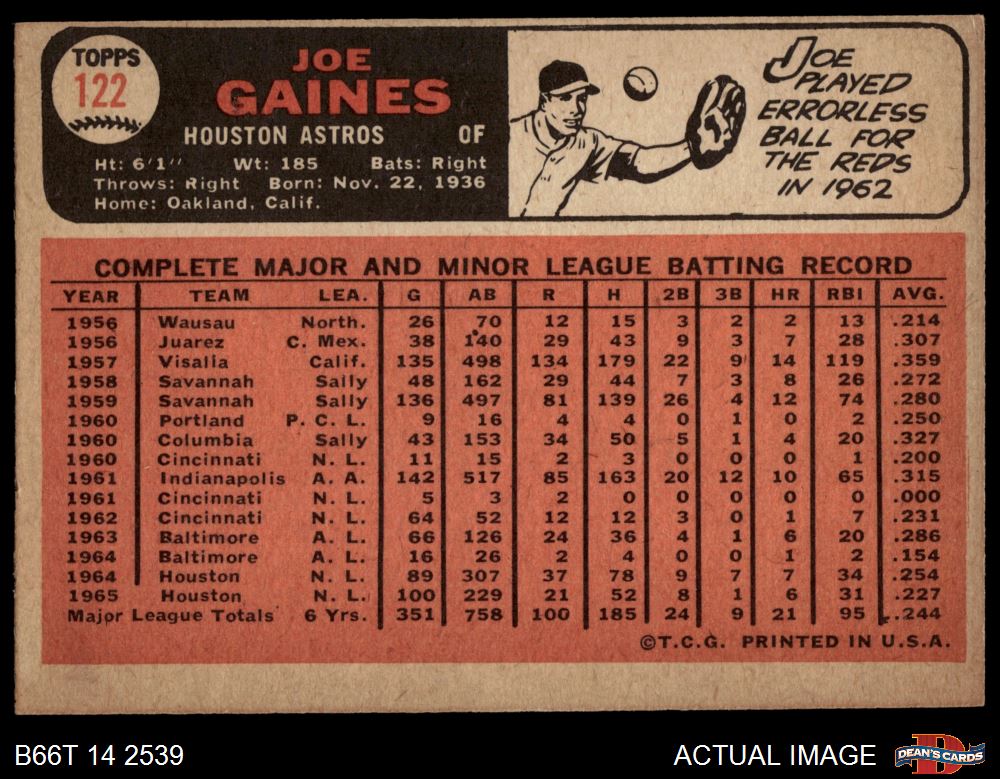 TOPPS
122
JOE
GAINES
HOUSTON ASTROS OF
Ht: 6'1" Wt: 185 Bats: Right
Throws: Right Born: Nov. 22, 1936
Home: Oakland, Calif.
JOE
PLAYED
ERRORLESS
BALL FOR
THE REDS
IN 1962
COMPLETE MAJOR AND MINOR LEAGUE BATTING RECORD
YEAR TEAM LEA. G AB R H 2B 3B HR RBI AVG.
1956 Wausau North. 26 70 12 15 3 2 2 13 .214
1956 Juarez C. Mex. 38 140 29 43 9 3 7 28 .307
1957 Visalia Calif. 135 498 134 179 22 9 14 119 .359
1958 Savannah Sally 48 162 29 44 7 3 8 26 .272
1959 Savannah Sally 136 497 81 139 26 4 12 74 .280
1960 Portland P. C. L. 9 16 4 4 0 1 0 2 .250
1960 Columbia Sally 43 153 34 50 5 1 4 20 .327
1960 Cincinnati N. L. 11 15 2 3 0 0 0 1 .200
1961 Indianapolis A. A. 142 517 85 163 20 12 10 65 .315
1961 Cincinnati N. L. 5 3 2 0 0 0 0 0 .000
1962 Cincinnati N. L. 64 52 12 12 3 0 1 7 .231
1963 Baltimore A. L. 66 126 24 36 4 1 6 20 .286
1964 Baltimore A. L. 16 26 2 4 0 0 1 2 .154
1964 Houston N. L. 89 307 37 78 9 7 7 34 .254
1965 Houston N. L. 100 229 21 52 8 1 6 31 .227
Major League Totals 6 Yrs. 351 758 100 185 24 9 21 95 .244
©T.C.G. PRINTED IN U.S.A.
B66T 14 2539
ACTUAL IMAGE
D
DEAN'S CARDS